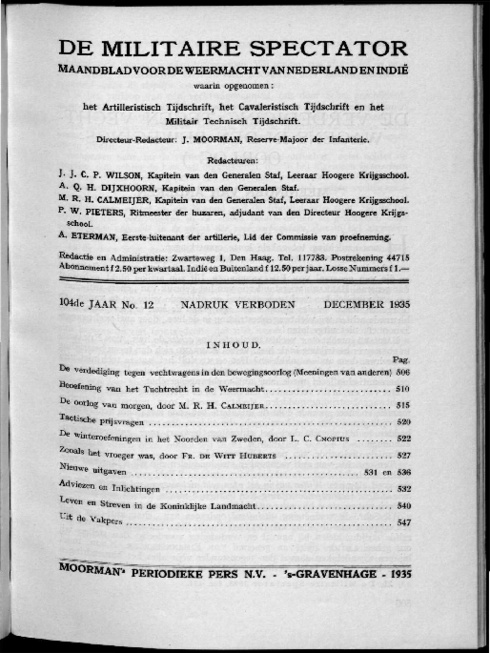 DE MILITAIRE SPECTATOR
MAANDBLAD VOOR DE WEERMACHT VAN NEDERLAND EN INDIË
waarin opgenomen:
het Artilleristisch Tijdschrift, het Cavaleristisch Tijdschrift en het
Militair Technisch Tijdschrift.
Directeur-Redacteur: J. MOORMAN, Reserve-Majoor der Infanterie.
Redacteuren:
J. J. C. P. WILSON, Kapitein van den Generalen Staf, Leeraar Hoogere Krijgsschool.
A. Q. H. DIJXHOORN, Kapitein van den Generalen Staf.
M. R. H. CALMEIJER, Kapitein van den Generalen Staf, Leeraar Hoogere Krijgsschool.
P. W. PIETERS, Ritmeester der huzaren, adjudant van den Directeur Hoogere Krijgs-
school.
A. ETERMAN, Eerste-luitenant der artillerie, Lid der Commissie van proefneming.
Redactie en Administratie: Zwarteweg 1, Den Haag. Tel. 117783. Postrekening 44715
Abonnement f 2.50 per kwartaal. Indië en Buitenland f 12.50 per jaar. Losse Nummers f 1.—
104de JAAR No. 12 NADRUK VERBODEN DECEMBER 1935
INHOUD.
Pag.
De verdediging tegen vechtwagens in den bewegingsoorlog (Meeningen van anderen) 506
Beoefening van het Tuchtrecht in de Weermacht 510
De oorlog van morgen, door M. R. H. CALMEIJER 515
Tactische prijsvragen 520
De winteroefeningen in het Noorden van Zweden, door L. C. CNOPIUS 522
Zooals het vroeger was, door FR. DE WITT HUBERTS 527
Nieuwe uitgaven 531 en 536
Adviezen en Inlichtingen 532
Leven en Streven in de Koninklijke Landmacht 540
Uit de Vakpers 547
MOORMAN's PERIODIEKE PERS N.V. - 's-GRAVENHAGE - 1935